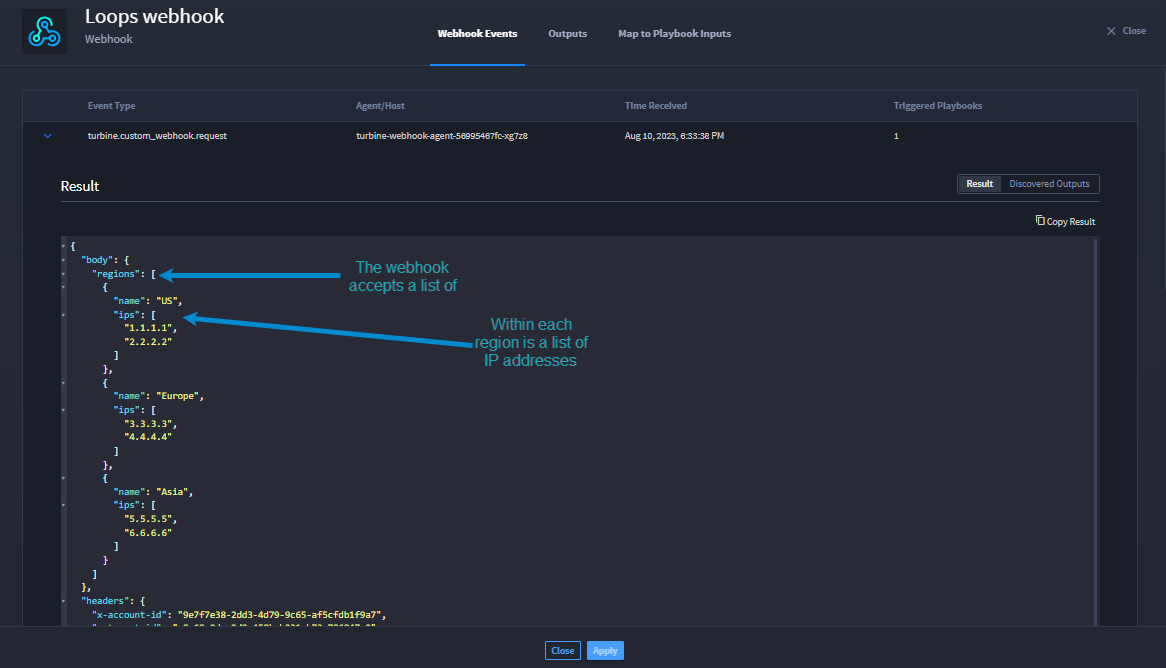 Loops webhook
Webhook
Webhook Events
Outputs
Map to Playbook Inputs
Close
Event Type
Agent/Host
Time Received
Triggered Playbooks
turbine.custom_webhook.request
turbine-webhook-agent-56995467fc-xg7z8
Aug 10, 2023, 6:33:38 PM
1
Result
Result
Discovered Outputs
Copy Result
{
"body": {
"regions": [
The webhook
accepts a list of
{
"name": "US",
"ips": [
"1.1.1.1",
"2.2.2.2"
]
},
Within each
region is a list of
IP addresses
{
"name": "Europe",
"ips": [
"3.3.3.3",
"4.4.4.4"
]
},
{
"name": "Asia",
"ips": [
"5.5.5.5",
"6.6.6.6"
]
}
]
},
"headers": {
"x-account-id": "9e7f7e38-2dd3-4d79-9c65-af5cfdb1f9a7",
Close
Apply